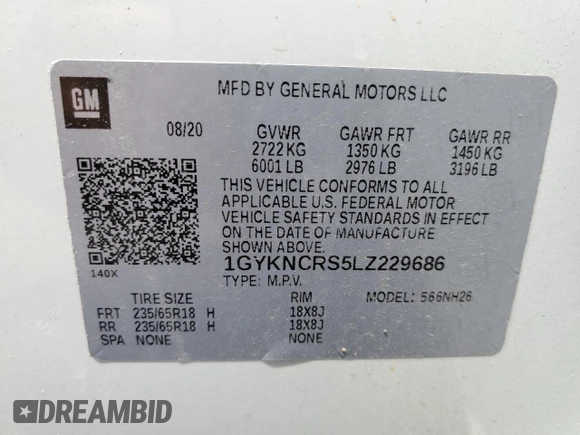 GM
MFD BY GENERAL MOTORS LLC
08/20 GVWR GAWR FRT GAWR RR
2722 KG 1350 KG 1450 KG
6001 LB 2976 LB 3196 LB
THIS VEHICLE CONFORMS TO ALL
APPLICABLE U.S. FEDERAL MOTOR
VEHICLE SAFETY STANDARDS IN EFFECT
ON THE DATE OF MANUFACTURE
SHOWN ABOVE.
140X
1GYKNCRS5LZ229686
TYPE: M.P.V.
TIRE SIZE RIM MODEL: 566NH26
FRT 235/65R18 H 18X8J
RR 235/65R18 H 18X8J
SPA NONE NONE
DREAMBID